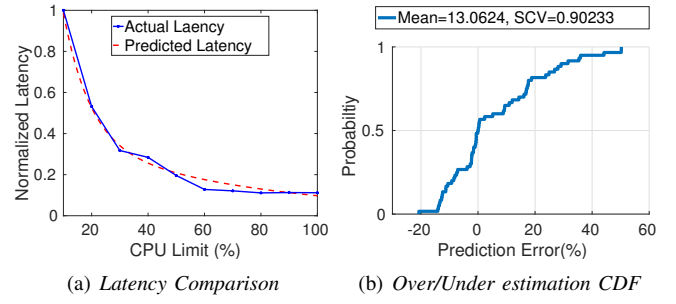 Actual Laency
Predicted Latency
Normalized Latency
1
0.8
0.6
0.4
0.2
0
20 40 60 80 100
CPU Limit (%)
(a) Latency Comparison
Mean=13.0624, SCV=0.90233
Probabiltiy
1
0.5
0
-20 0 20 40 60
Prediction Error(%)
(b) Over/Under estimation CDF